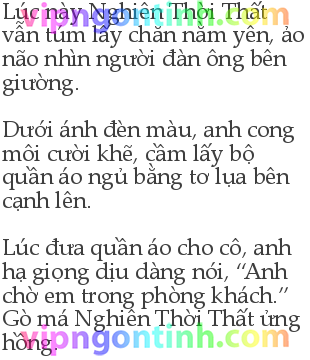 Lúc này Nghiên Thời Thất
vipngontinh.com
vẫn túm lấy chăn nằm yên, ảo
não nhìn người đàn ông bên
giường.
Dưới ánh đèn màu, anh cong
môi cười khẽ, cầm lấy bộ
quần áo ngủ bằng tơ lụa bên
cạnh lên.
Lúc đưa quần áo cho cô, anh
hạ giọng dịu dàng nói, “Anh
chờ em trong phòng khách.”
Gò má Nghiên Thời Thất ửng
hồng.
vipngontinh.com